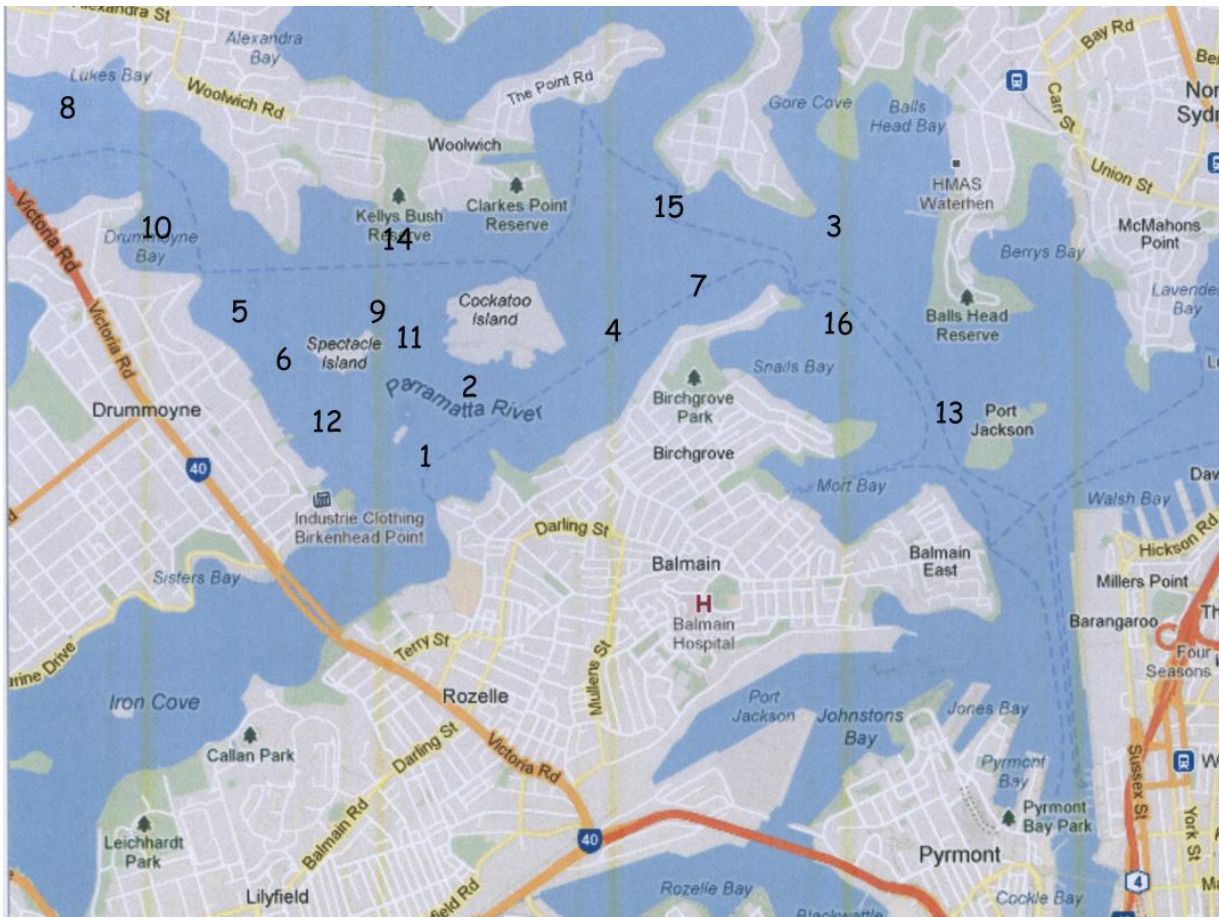 Alexandra St
Alexandra
Bay
Lukes Bay
8
Woolwich Rd
The Point Rd
Woolwich
Gore Cove
Balls
Head Bay
Bay Rd
Carr St
Union St
HMAS
Waterhen
McMahons
Point
Kellys Bush
Reserve
14
Clarkes Point
Reserve
15
3
Berrys Bay
Victoria Rd
10
Drummoyne
Bay
5
9
Cockatoo
Island
7
Balls Head
Reserve
6
Spectacle
Island
11
4
16
Victoria Rd
Snails Bay
2
Parramatta River
Birchgrove
Park
Drummoyne
12
13
Port
Jackson
1
Birchgrove
40
Mort Bay
Walsh Bay
Industrie Clothing
Birkenhead Point
Darling St
Hickson Rd
Sisters Bay
Balmain
Balmain
East
Millers Point
H
Balmain
Hospital
Barangaroo
Terry St
Mullens St
Four
Seasons
Iron Cove
Rozelle
Port
Jackson
Johnstons
Bay
Jones Bay
Callan Park
Darling St
Victoria Rd
Pyrmont
Bay
Sussex St
Leichhardt
Park
Balmain Rd
40
Pyrmont
Bay Park
York St
Pyrmont
Lilyfield
Rozelle Bay
4
Cockle Bay